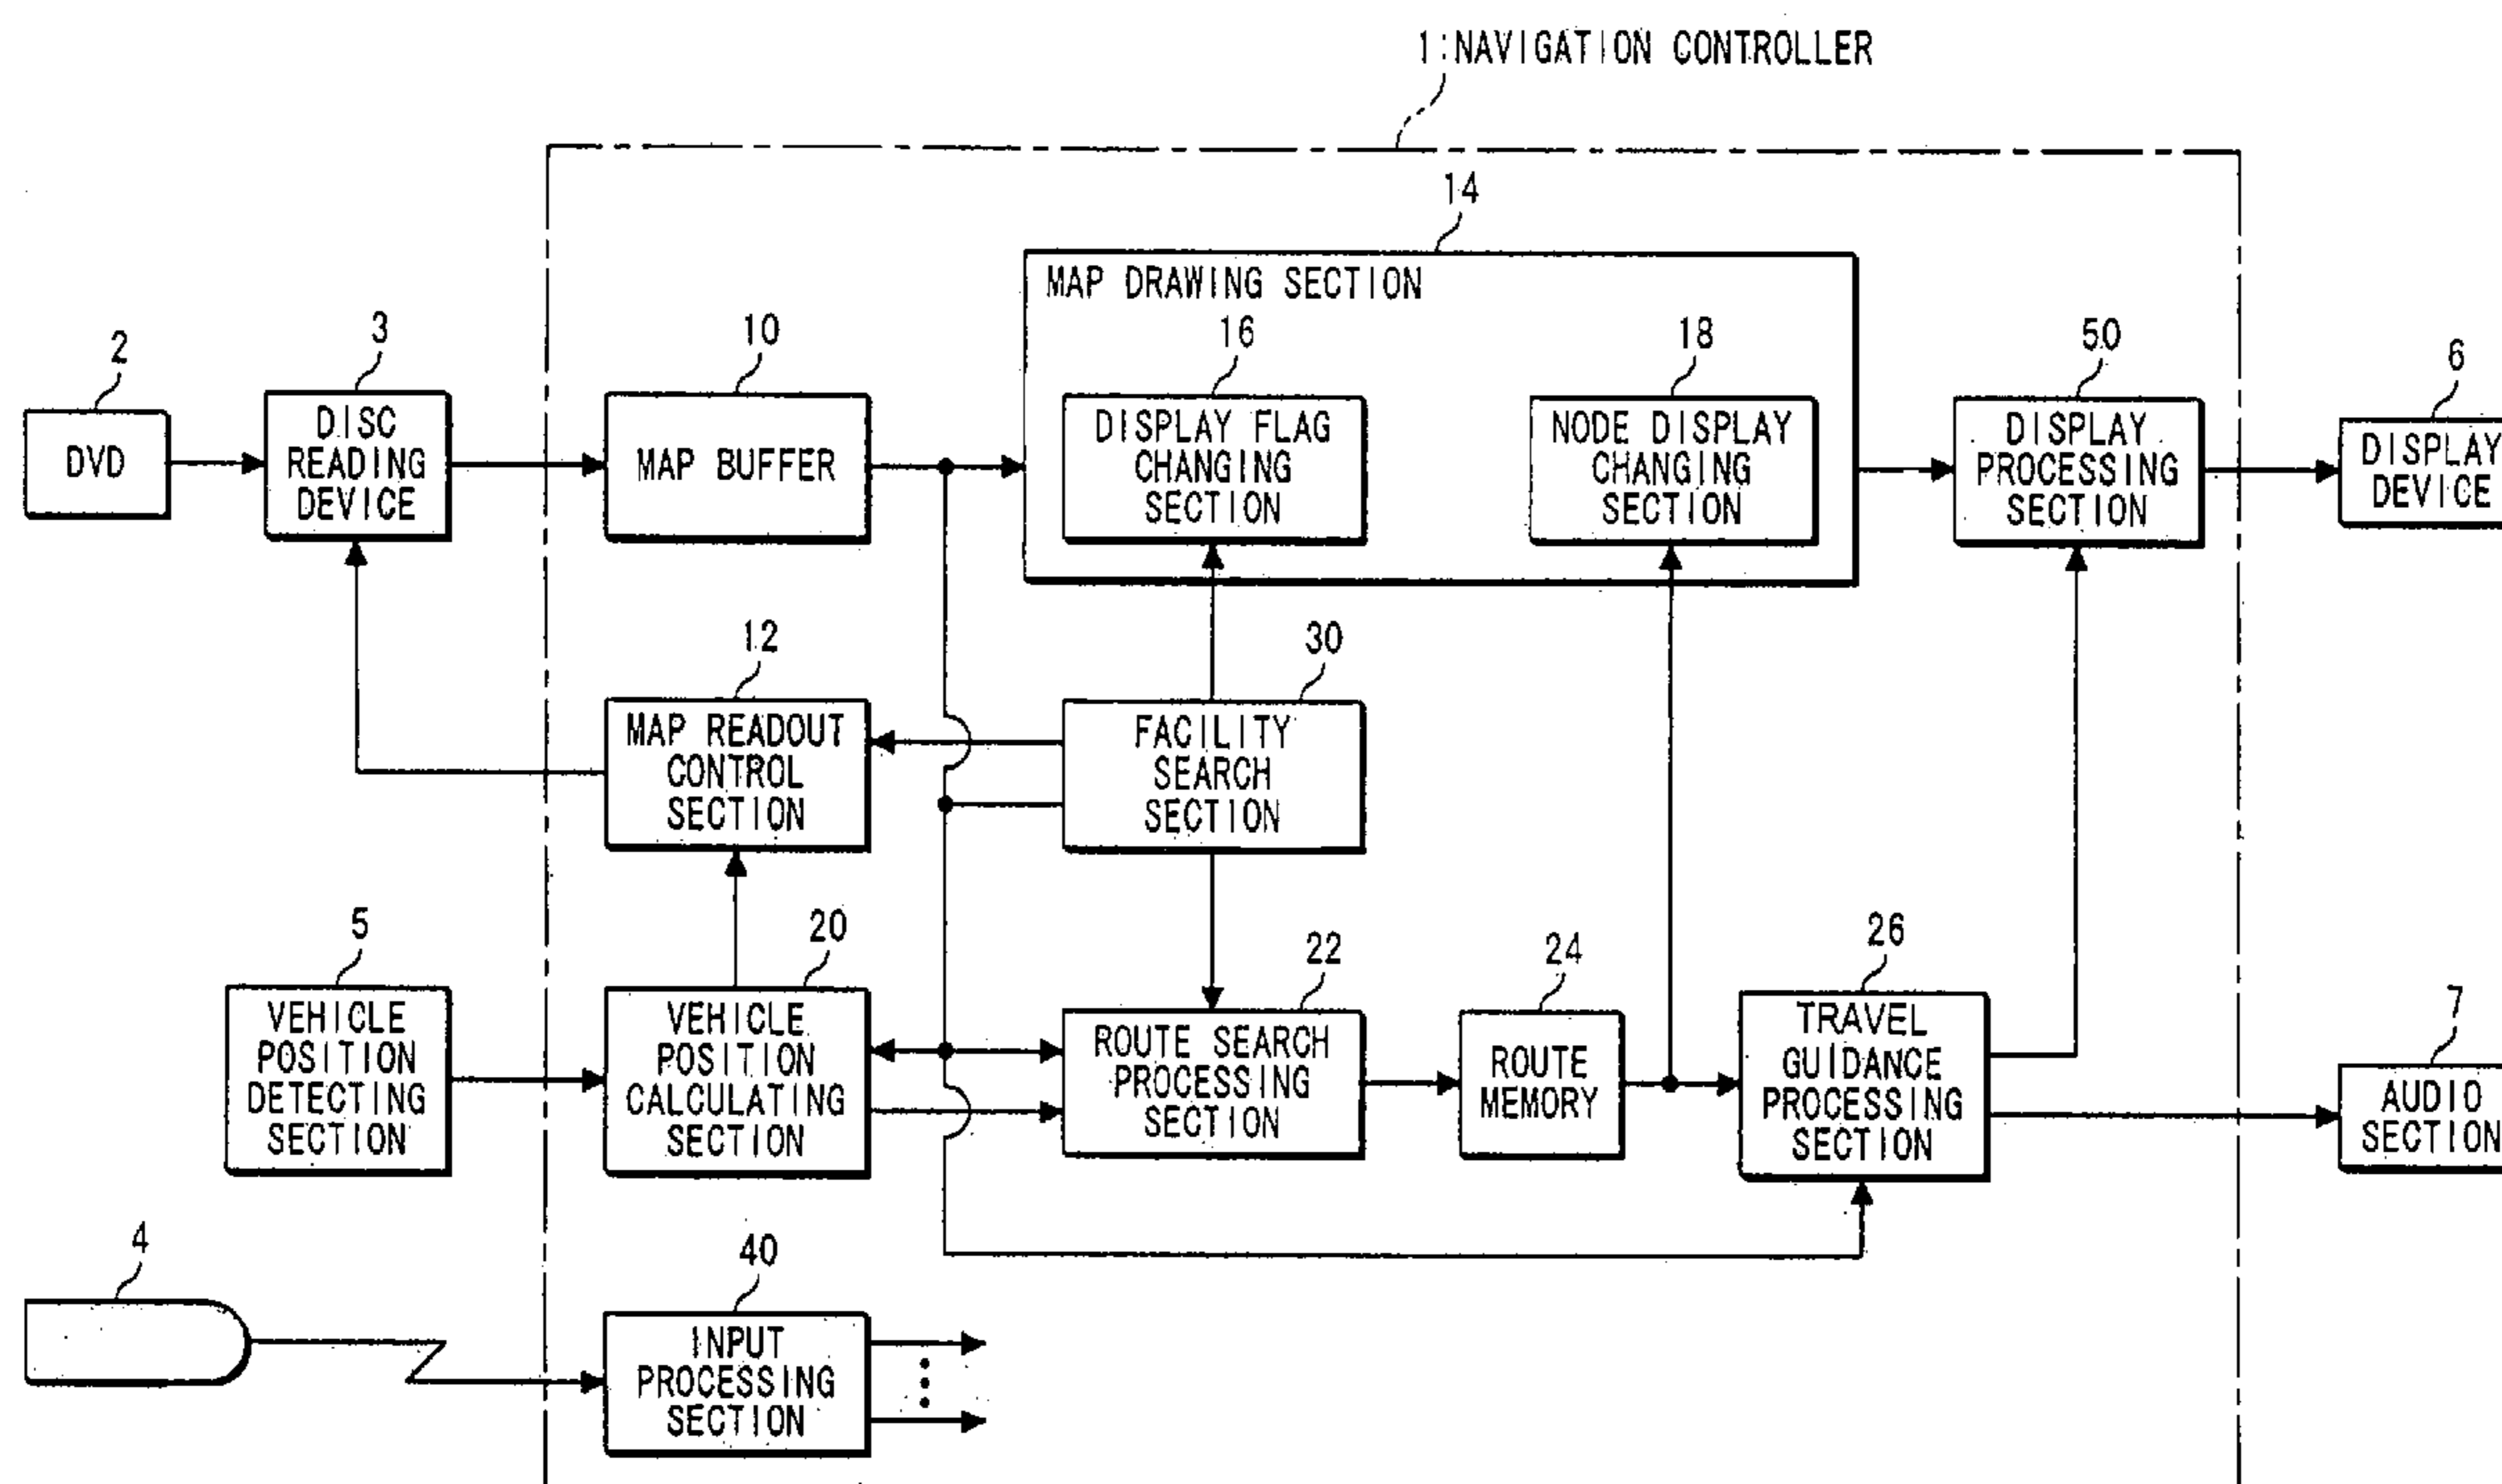 1:NAVIGATION CONTROLLER
14
MAP DRAWING SECTION
2
DVD
3
DISC
READING
DEVICE
10
MAP BUFFER
16
DISPLAY FLAG
CHANGING
SECTION
18
NODE DISPLAY
CHANGING
SECTION
50
DISPLAY
PROCESSING
SECTION
6
DISPLAY
DEVICE
12
MAP READOUT
CONTROL
SECTION
30
FACILITY
SEARCH
SECTION
5
VEHICLE
POSITION
DETECTING
SECTION
20
VEHICLE
POSITION
CALCULATING
SECTION
22
ROUTE SEARCH
PROCESSING
SECTION
24
ROUTE
MEMORY
26
TRAVEL
GUIDANCE
PROCESSING
SECTION
7
AUDIO
SECTION
4
40
INPUT
PROCESSING
SECTION